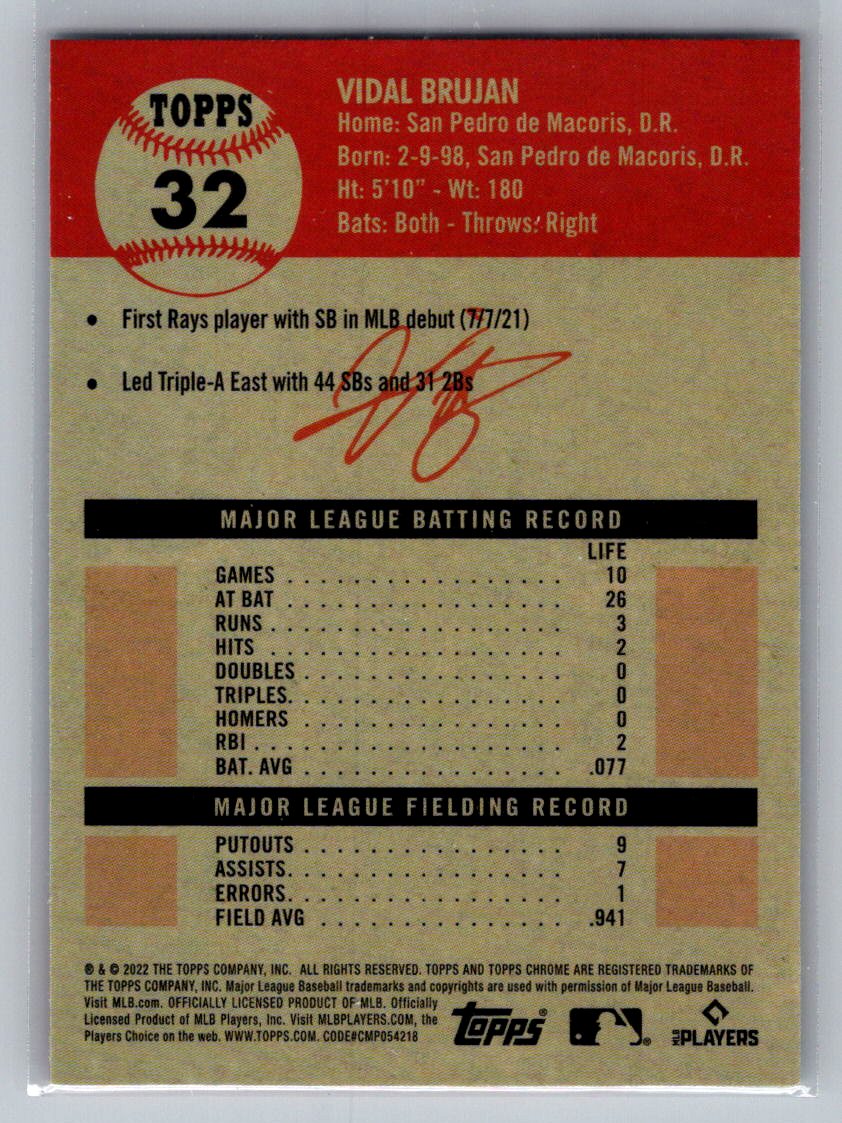 TOPPS
32
VIDAL BRUJAN
Home: San Pedro de Macoris, D.R.
Born: 2-9-98, San Pedro de Macoris, D.R.
Ht: 5'10" - Wt: 180
Bats: Both - Throws: Right
• First Rays player with SB in MLB debut (7/7/21)
• Led Triple-A East with 44 SBs and 31 2Bs
MAJOR LEAGUE BATTING RECORD
LIFE
GAMES . . . . . . . . . . . . . . . . . 10
AT BAT . . . . . . . . . . . . . . . . . 26
RUNS . . . . . . . . . . . . . . . . . . 3
HITS . . . . . . . . . . . . . . . . . . 2
DOUBLES . . . . . . . . . . . . . . . . 0
TRIPLES. . . . . . . . . . . . . . . . . 0
HOMERS . . . . . . . . . . . . . . . . 0
RBI . . . . . . . . . . . . . . . . . . . 2
BAT. AVG . . . . . . . . . . . . . . . . .077
MAJOR LEAGUE FIELDING RECORD
PUTOUTS . . . . . . . . . . . . . . . . 9
ASSISTS. . . . . . . . . . . . . . . . . 7
ERRORS. . . . . . . . . . . . . . . . . 1
FIELD AVG . . . . . . . . . . . . . . . .941
® & © 2022 THE TOPPS COMPANY, INC. ALL RIGHTS RESERVED. TOPPS AND TOPPS CHROME ARE REGISTERED TRADEMARKS OF
THE TOPPS COMPANY, INC. Major League Baseball trademarks and copyrights are used with permission of Major League Baseball.
Visit MLB.com. OFFICIALLY LICENSED PRODUCT OF MLB. Officially
Licensed Product of MLB Players, Inc. Visit MLBPLAYERS.COM, the
Players Choice on the web. WWW.TOPPS.COM. CODE#CMP054218
topps®
MLB PLAYERS